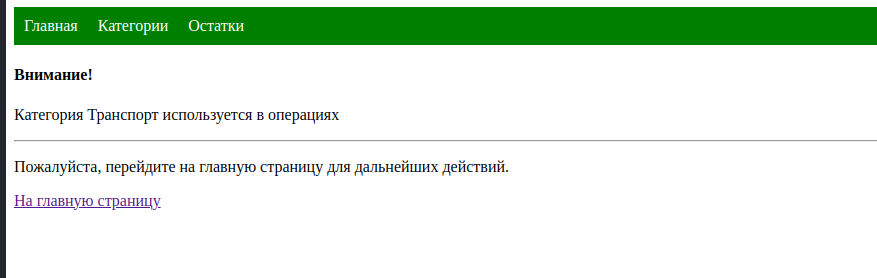 Главная Категории Остатки
Внимание!
Категория Транспорт используется в операциях
Пожалуйста, перейдите на главную страницу для дальнейших действий.
На главную страницу